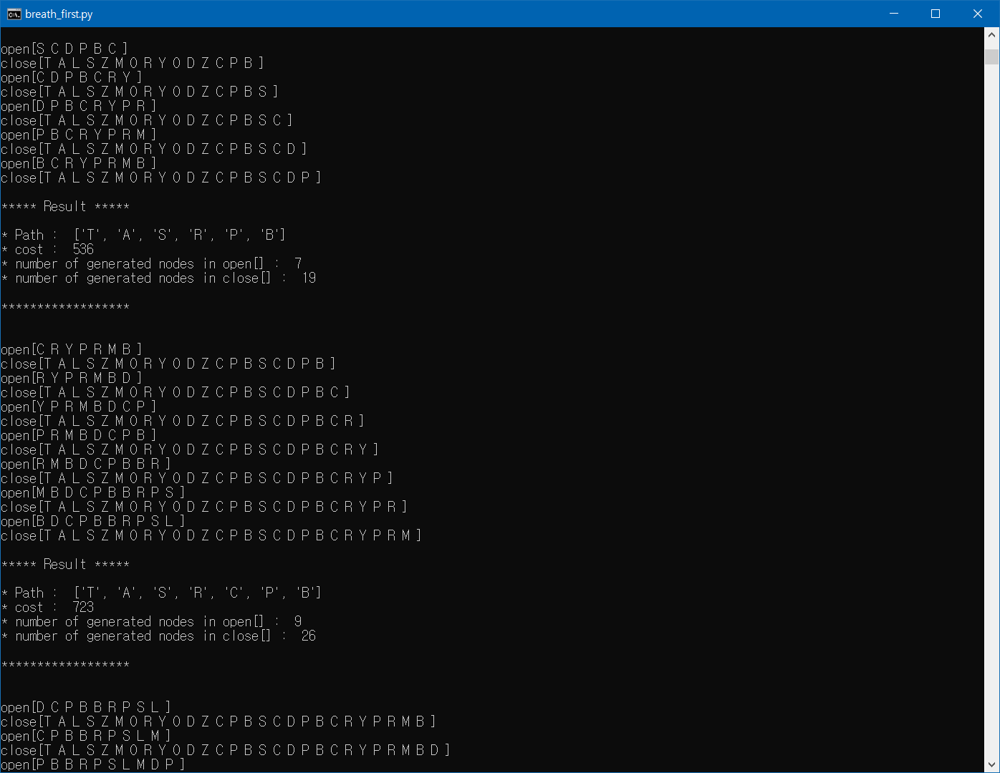 breath_first.py
open[S C D P B C ]
close[T A L S Z M O R Y O D Z C P B ]
open[C D P B C R Y ]
close[T A L S Z M O R Y O D Z C P B S ]
open[D P B C R Y P R ]
close[T A L S Z M O R Y O D Z C P B S C ]
open[P B C R Y P R M ]
close[T A L S Z M O R Y O D Z C P B S C D ]
open[B C R Y P R M B ]
close[T A L S Z M O R Y O D Z C P B S C D P ]
***** Result *****
* Path :  ['T', 'A', 'S', 'R', 'P', 'B']
* cost :  536
* number of generated nodes in open[] :  7
* number of generated nodes in close[] :  19
******************
open[C R Y P R M B ]
close[T A L S Z M O R Y O D Z C P B S C D P B ]
open[R Y P R M B D ]
close[T A L S Z M O R Y O D Z C P B S C D P B C ]
open[Y P R M B D C P ]
close[T A L S Z M O R Y O D Z C P B S C D P B C R ]
open[P R M B D C P B ]
close[T A L S Z M O R Y O D Z C P B S C D P B C R Y ]
open[R M B D C P B B R ]
close[T A L S Z M O R Y O D Z C P B S C D P B C R Y P ]
open[M B D C P B B R P S ]
close[T A L S Z M O R Y O D Z C P B S C D P B C R Y P R ]
open[B D C P B B R P S L ]
close[T A L S Z M O R Y O D Z C P B S C D P B C R Y P R M ]
***** Result *****
* Path :  ['T', 'A', 'S', 'R', 'C', 'P', 'B']
* cost :  723
* number of generated nodes in open[] :  9
* number of generated nodes in close[] :  26
******************
open[D C P B B R P S L ]
close[T A L S Z M O R Y O D Z C P B S C D P B C R Y P R M B ]
open[C P B B R P S L M ]
close[T A L S Z M O R Y O D Z C P B S C D P B C R Y P R M B D ]
open[P B B R P S L M D P ]